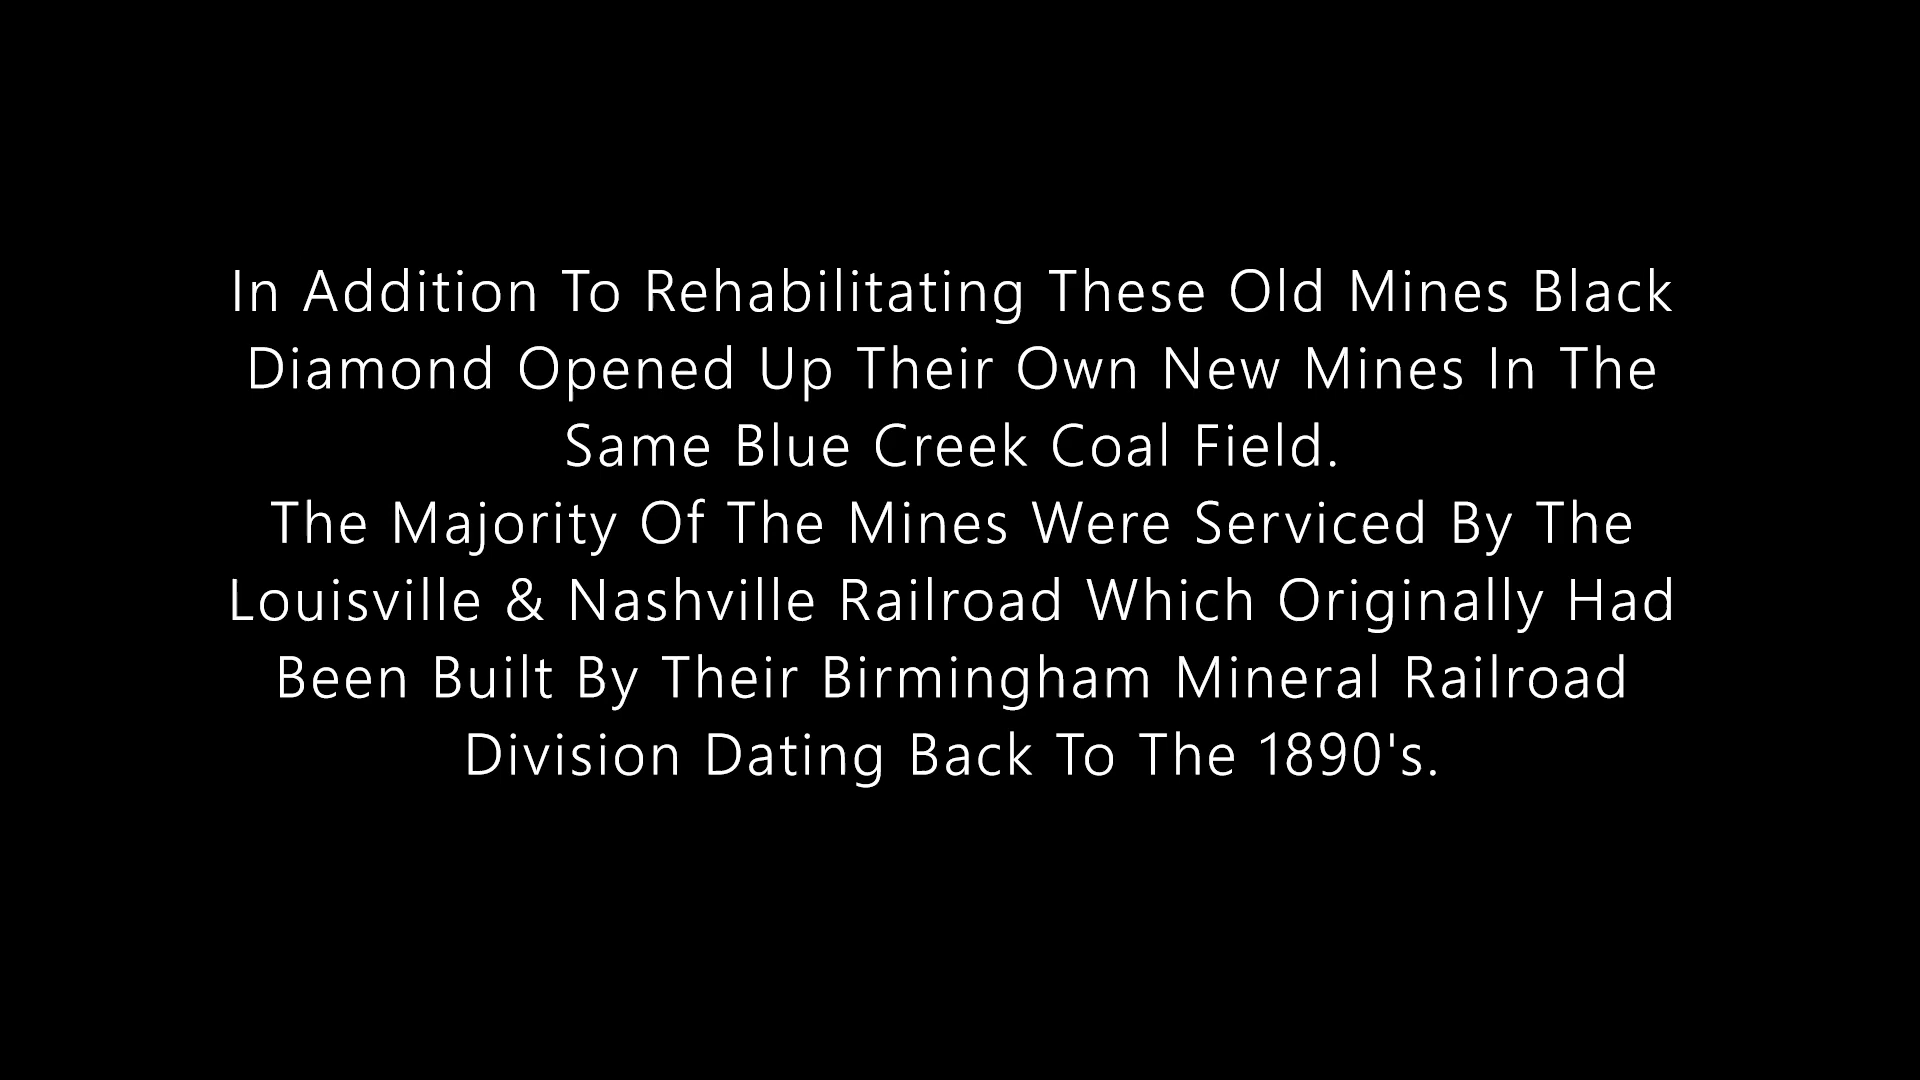 In Addition To Rehabilitating These Old Mines Black
Diamond Opened Up Their Own New Mines In The
Same Blue Creek Coal Field.
The Majority Of The Mines Were Serviced By The
Louisville & Nashville Railroad Which Originally Had
Been Built By Their Birmingham Mineral Railroad
Division Dating Back To The 1890's.